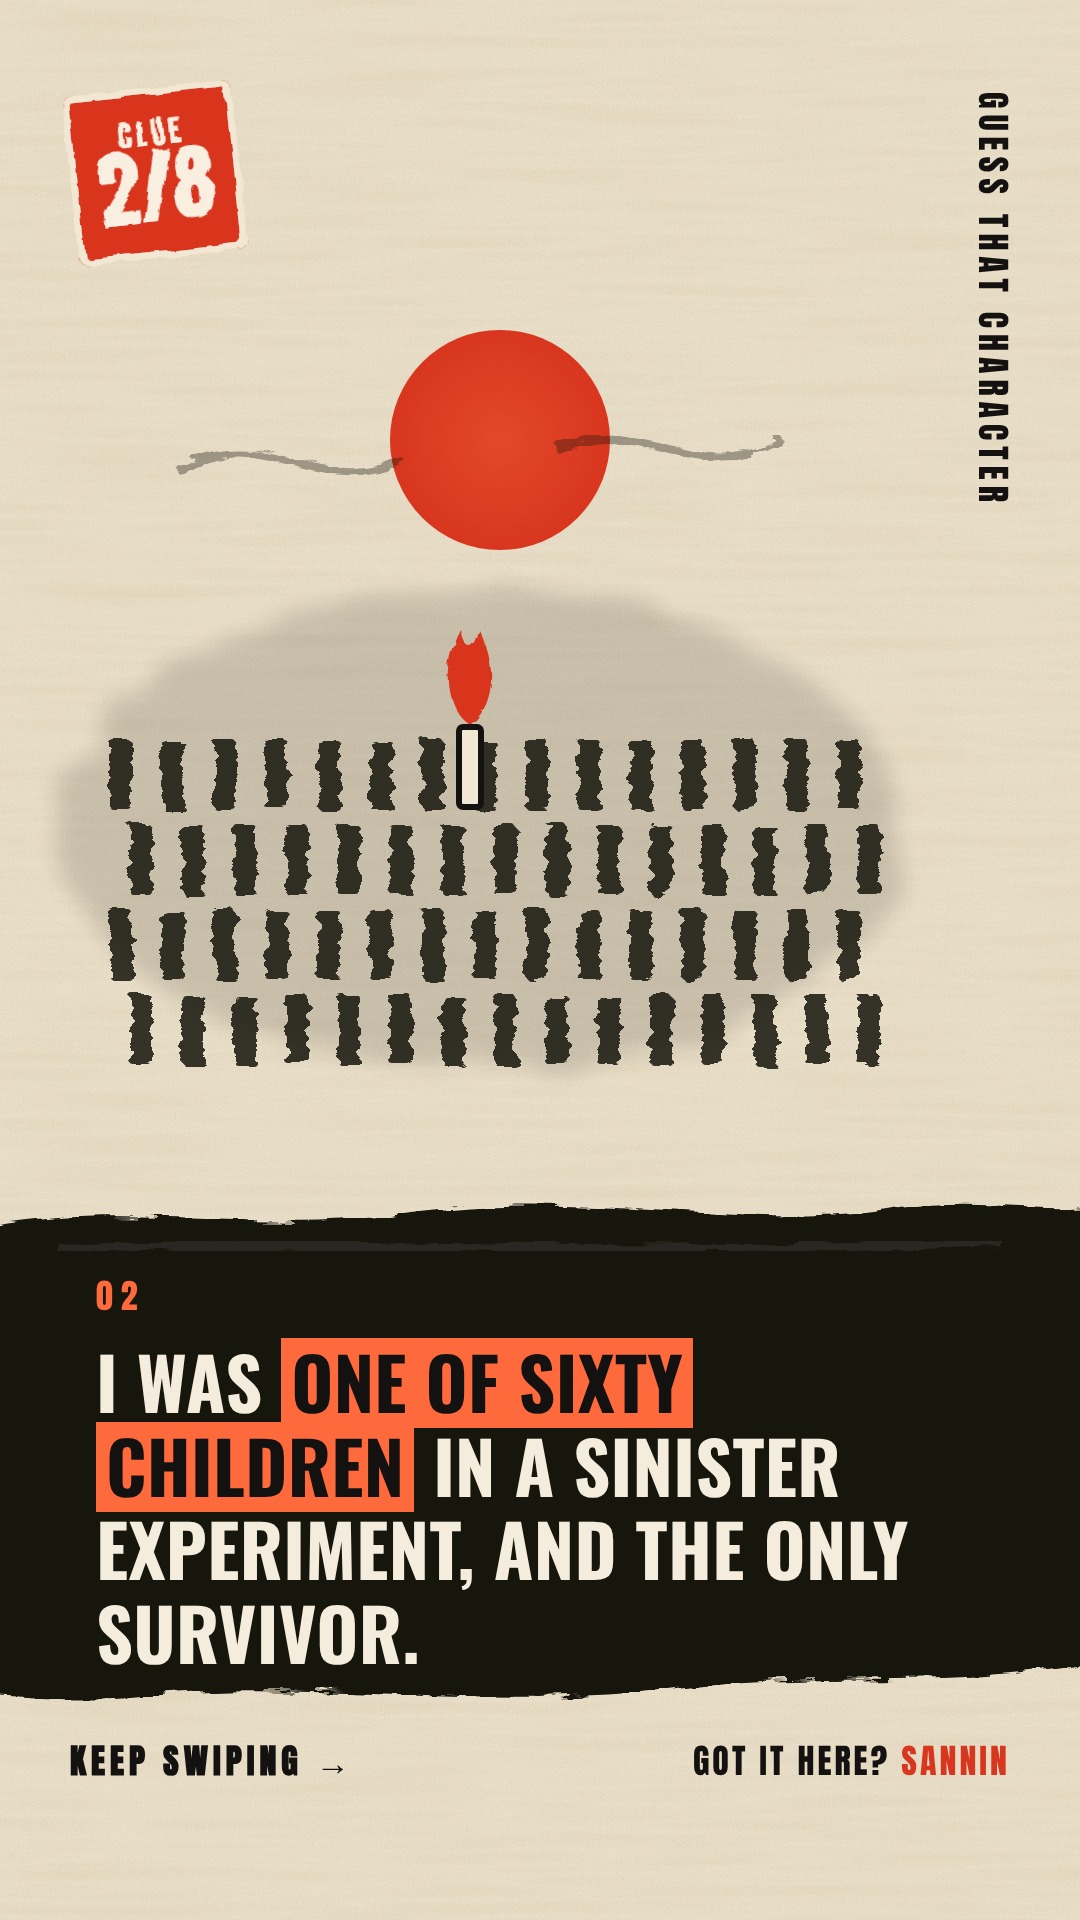 CLUE
2/8
GUESS THAT CHARACTER
02
I WAS ONE OF SIXTY
CHILDREN IN A SINISTER
EXPERIMENT, AND THE ONLY
SURVIVOR.
KEEP SWIPING →
GOT IT HERE? SANNIN